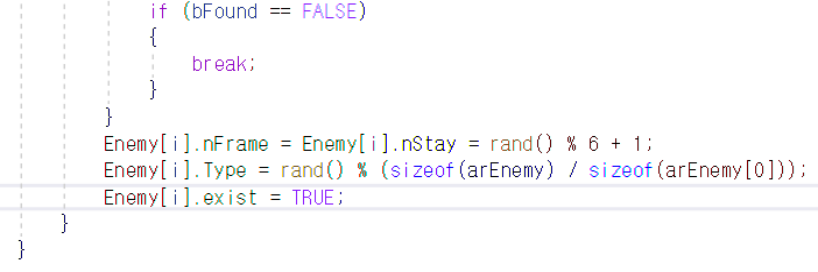 if (bFound == FALSE)
{
break;
}
}
Enemy[i].nFrame = Enemy[i].nStay = rand() % 6 + 1;
Enemy[i].Type = rand() % (sizeof(arEnemy) / sizeof(arEnemy[0]));
Enemy[i].exist = TRUE;
}
}